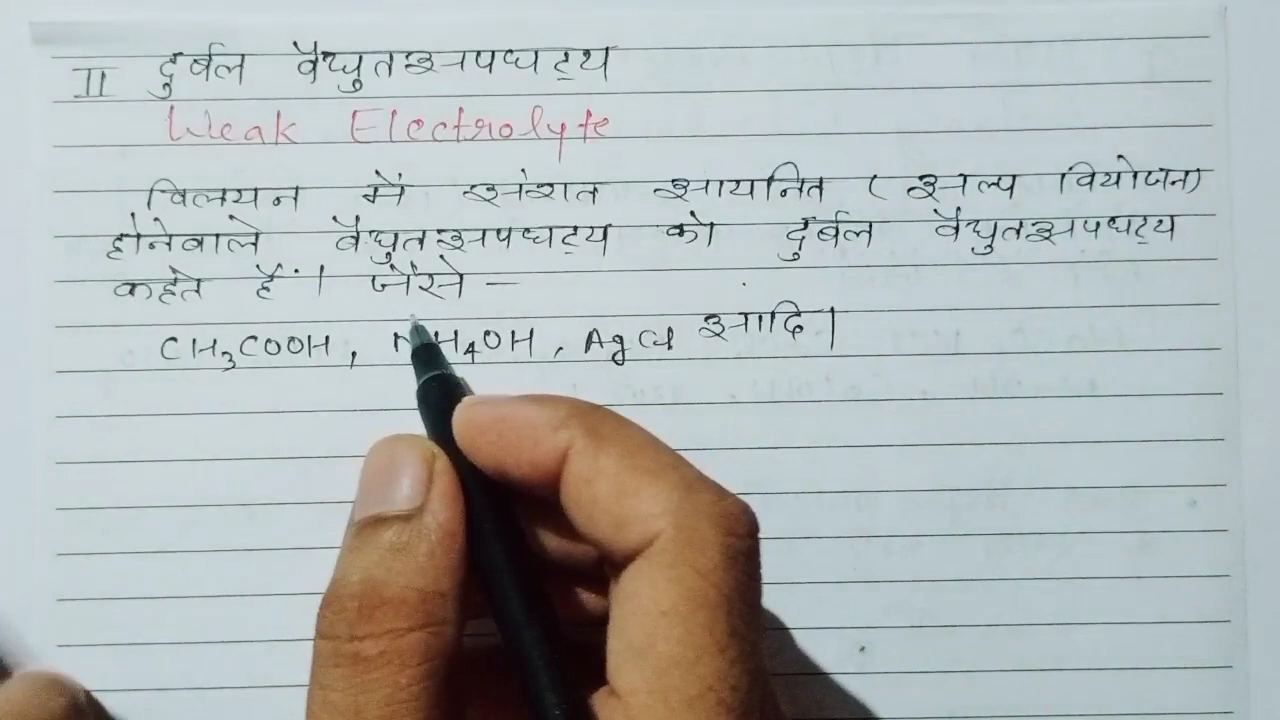 II दुर्बल वैद्युतअपघट्य
Weak Electrolyte
विलयन में अंशत आयनित ( अल्प वियोजन)
होनेवाले वैद्युतअपघट्य को दुर्बल वैद्युतअपघट्य
कहते हैं। जैसे –
CH₃COOH, NH₄OH, AgCl आदि।